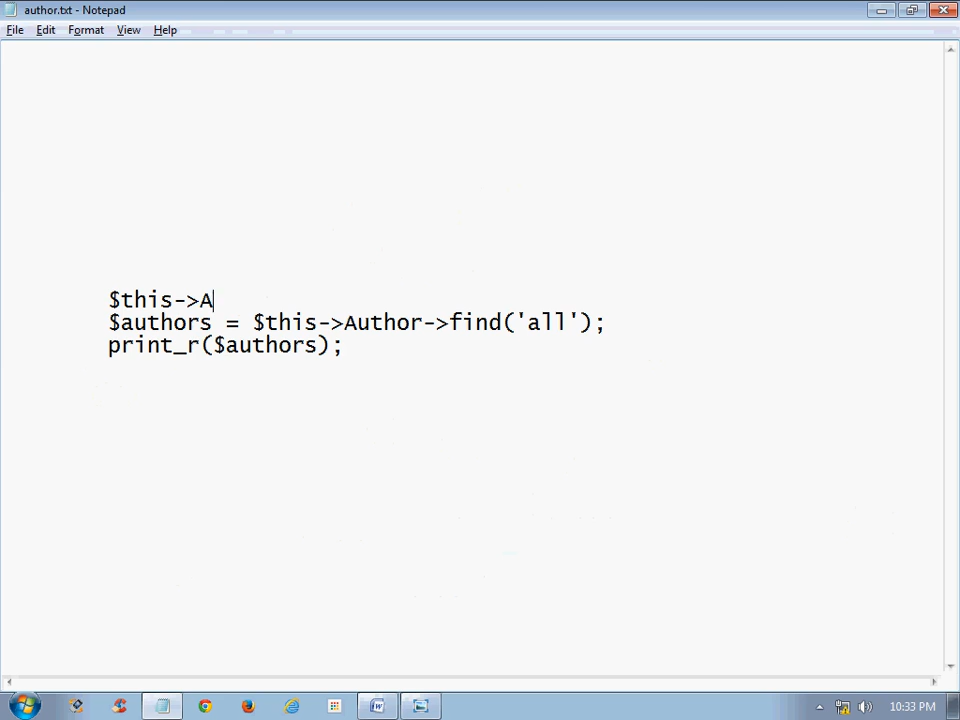 author.txt - Notepad
File Edit Format View Help
$this->A
$authors = $this->Author->find('all');
print_r($authors);
10:33 PM